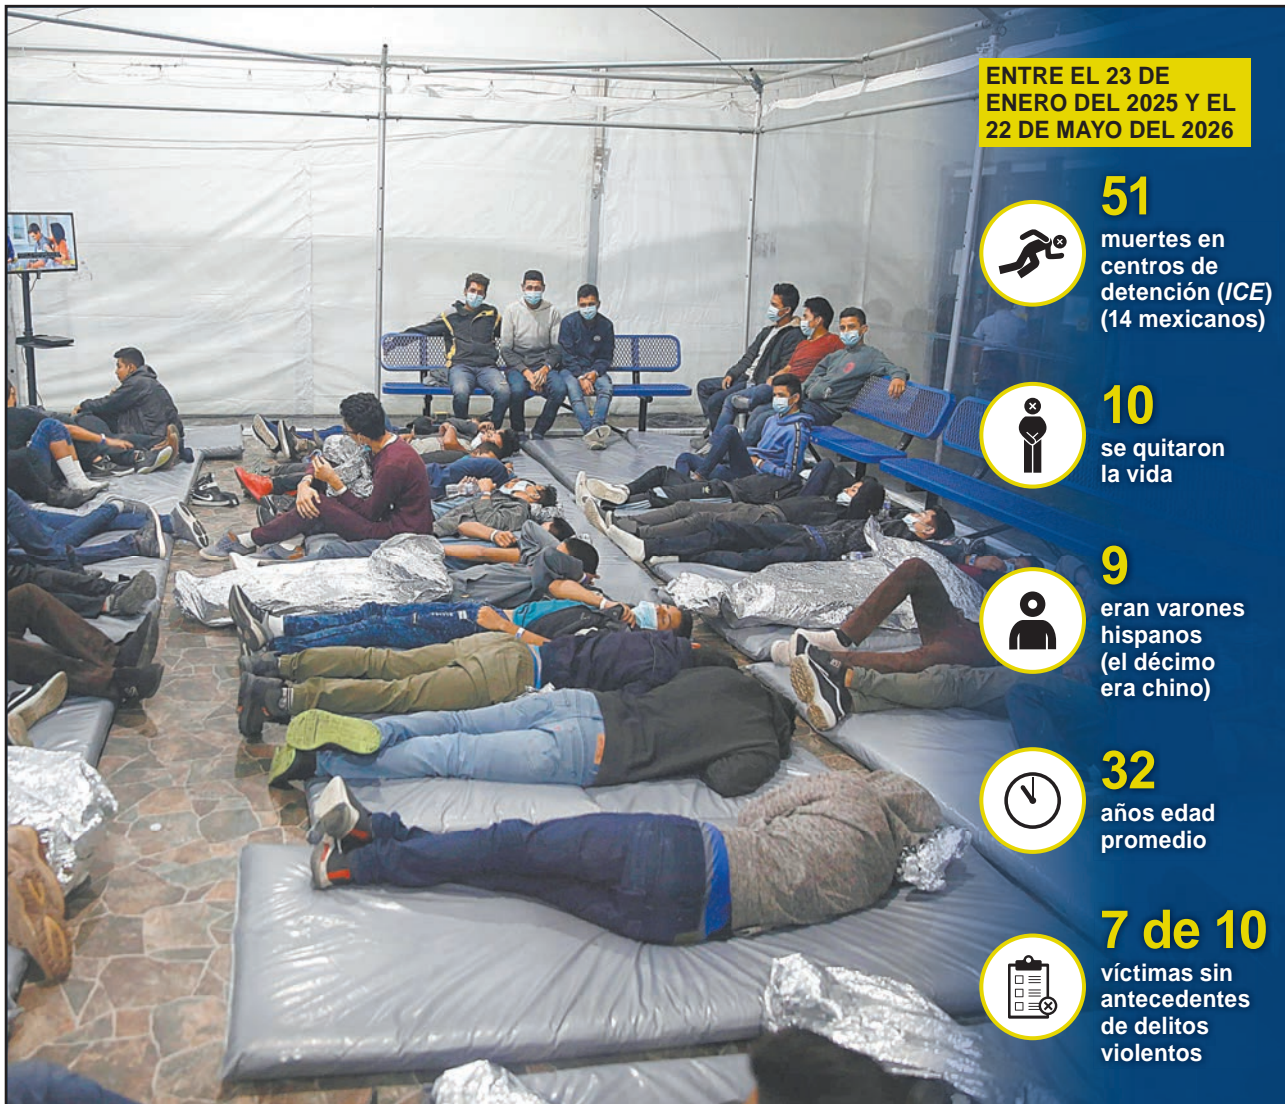 ENTRE EL 23 DE
ENERO DEL 2025 Y EL
22 DE MAYO DEL 2026
51
muertes en
centros de
detención (ICE)
(14 mexicanos)
10
se quitaron
la vida
9
eran varones
hispanos
(el décimo
era chino)
32
años edad
promedio
7 de 10
víctimas sin
antecedentes
de delitos
violentos